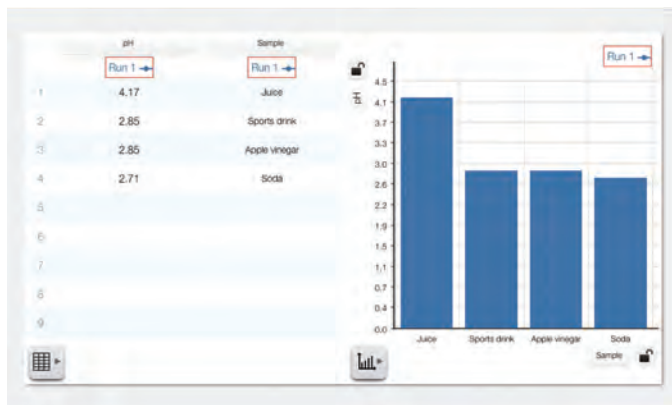 pH Sample
Run 1 Run 1
1 4.17 Juice
2 2.85 Sports drink
3 2.85 Apple vinegar
4 2.71 Soda
5
6
7
8
9
Run 1
pH
4.5
4.1
3.7
3.3
3.0
2.6
2.2
1.9
1.5
1.1
0.7
0.4
0.0
Juice Sports drink Apple vinegar Soda
Sample